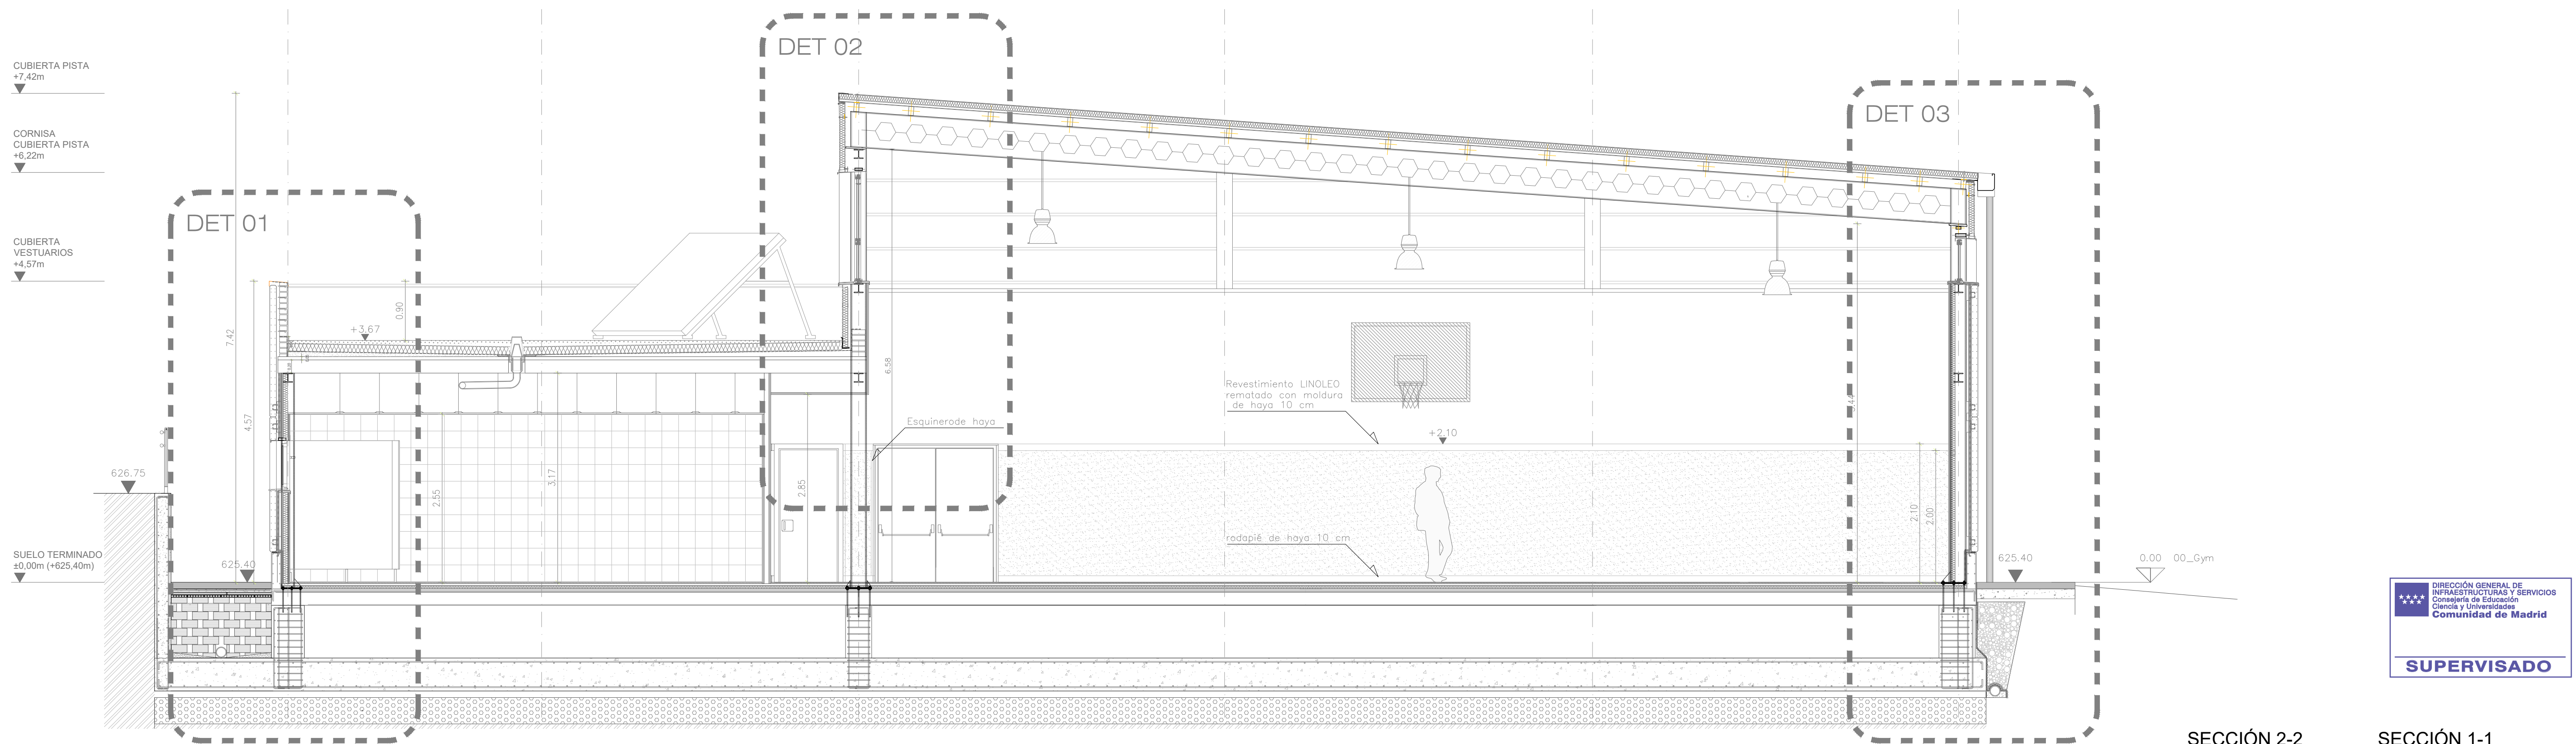 DET 02
CUBIERTA PISTA
+7,42m
DET 03
CORNISA
CUBIERTA PISTA
+6,22m
DET 01
CUBIERTA
VESTUARIOS
+4,57m
0.90
+3,67
7.42
6.58
4.57
Revestimiento LINOLEO
rematado con moldura
de haya 10 cm
Esquinerode haya
+2,10
626.75
3.17
2.55
2.85
2.10
2.00
rodapié de haya 10 cm
SUELO TERMINADO
±0,00m (+625,40m)
625.40
625.40
0.00 00_Gym
DIRECCIÓN GENERAL DE
INFRAESTRUCTURAS Y SERVICIOS
Consejería de Educación
Ciencia y Universidades
Comunidad de Madrid
SUPERVISADO
SECCIÓN 2-2
SECCIÓN 1-1